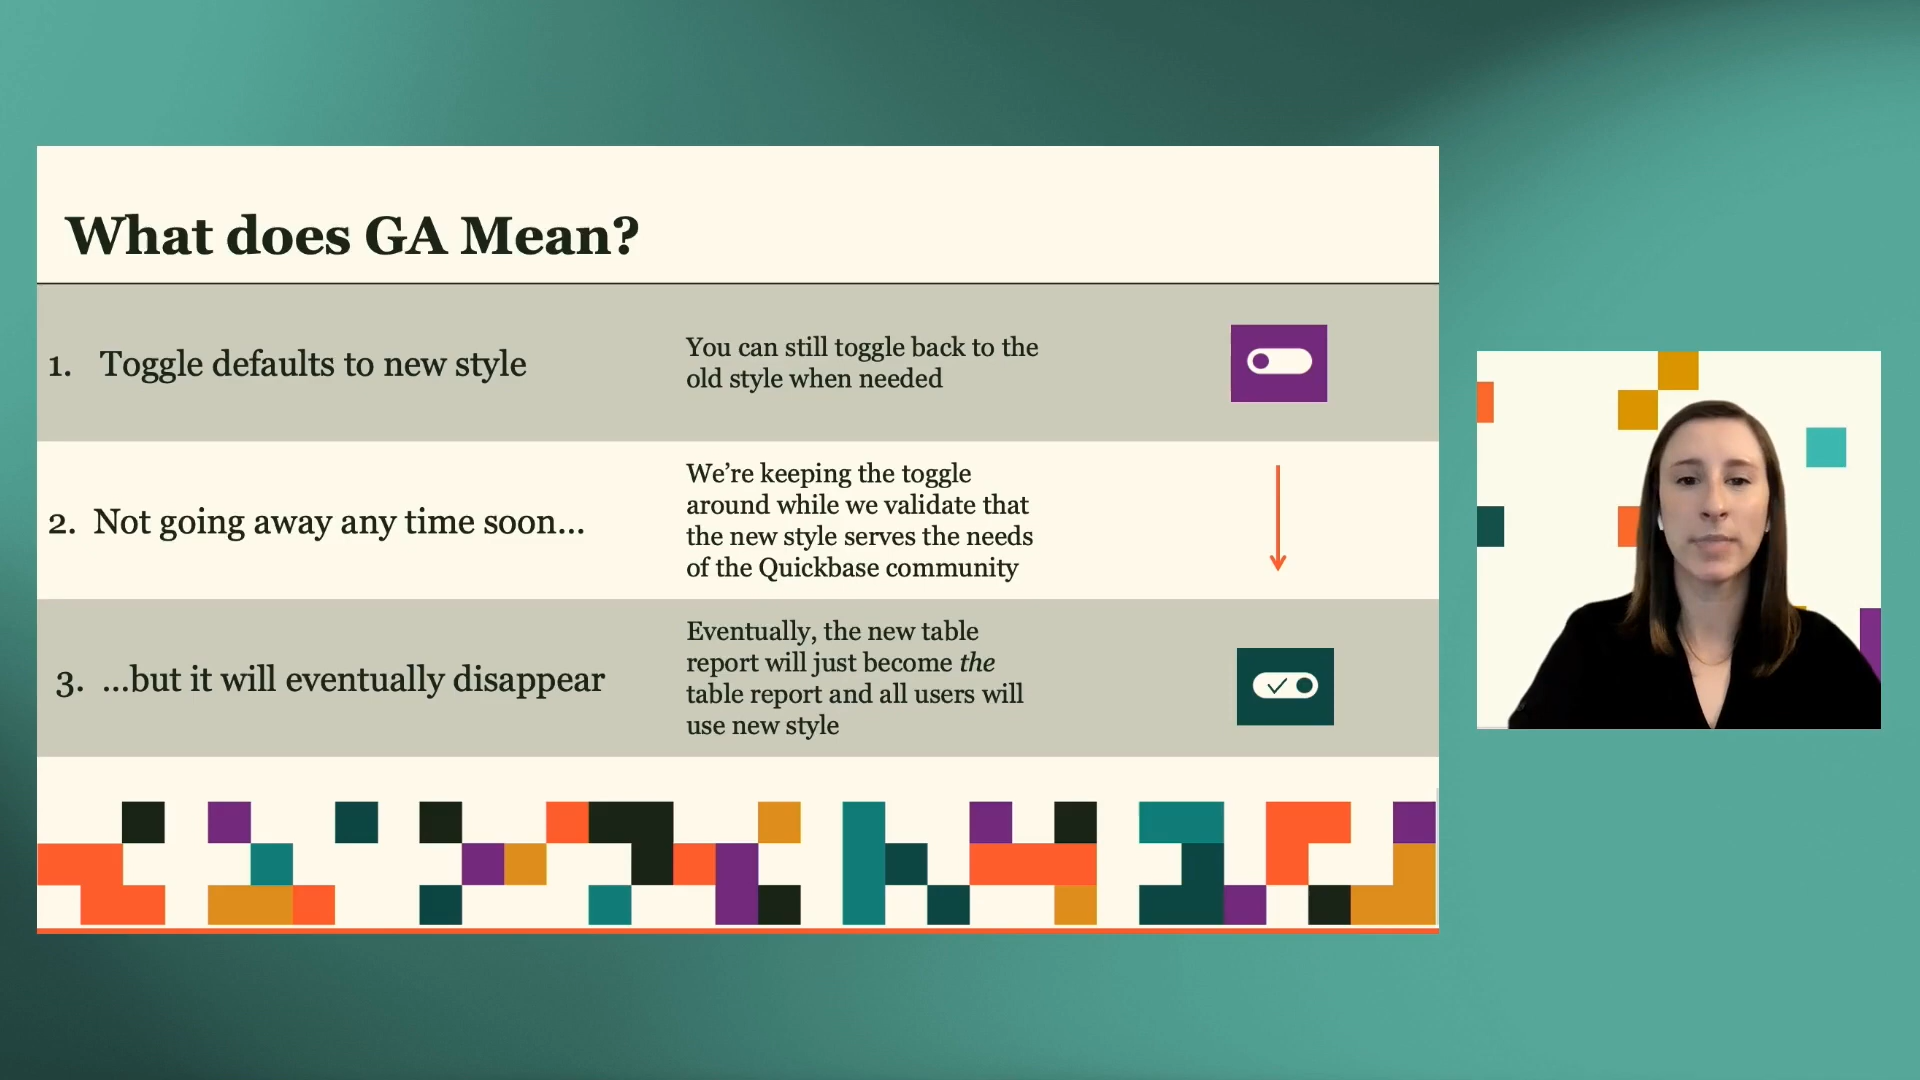 What does GA Mean?
1. Toggle defaults to new style
You can still toggle back to the
old style when needed
2. Not going away any time soon...
We’re keeping the toggle
around while we validate that
the new style serves the needs
of the Quickbase community
3. ...but it will eventually disappear
Eventually, the new table
report will just become the
table report and all users will
use new style